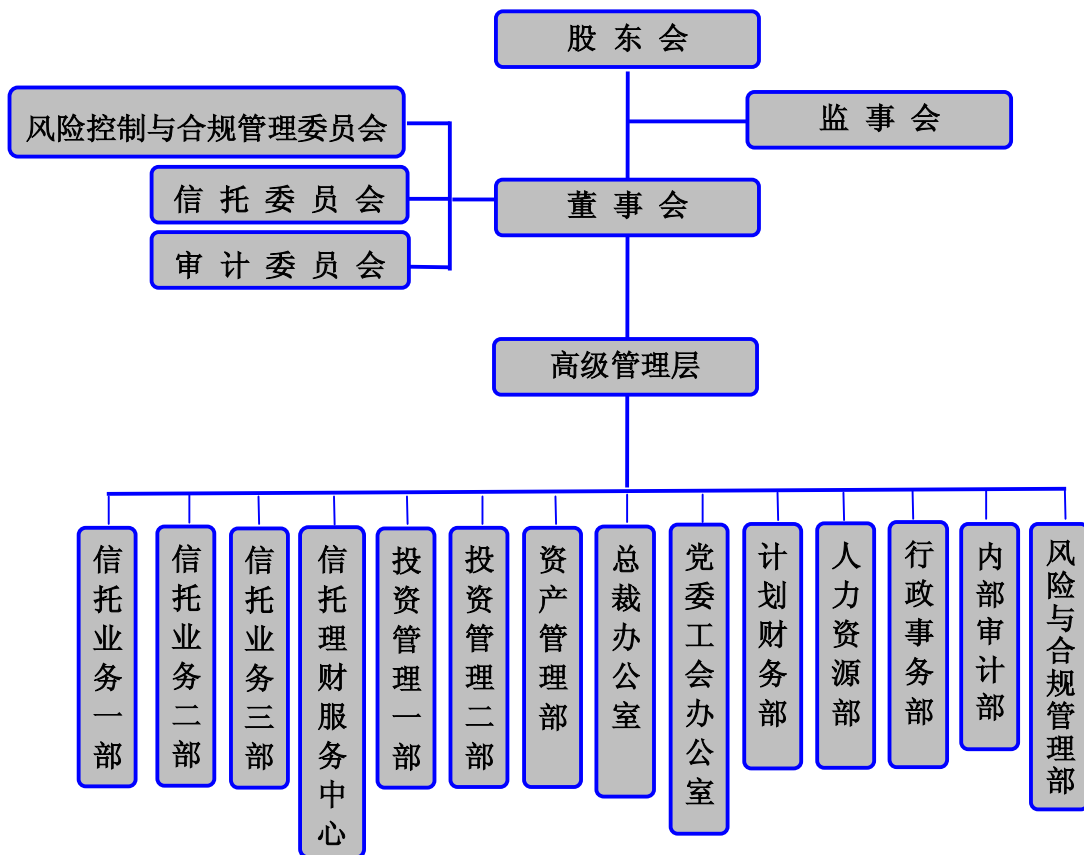 股 东 会
风险控制与合规管理委员会
监 事 会
信 托 委 员 会
董 事 会
审 计 委 员 会
高级管理层
信托业务一部
信托业务二部
信托业务三部
信托理财服务中心
投资管理一部
投资管理二部
资产管理部
总裁办公室
党委工会办公室
计划财务部
人力资源部
行政事务部
内部审计部
风险与合规管理部